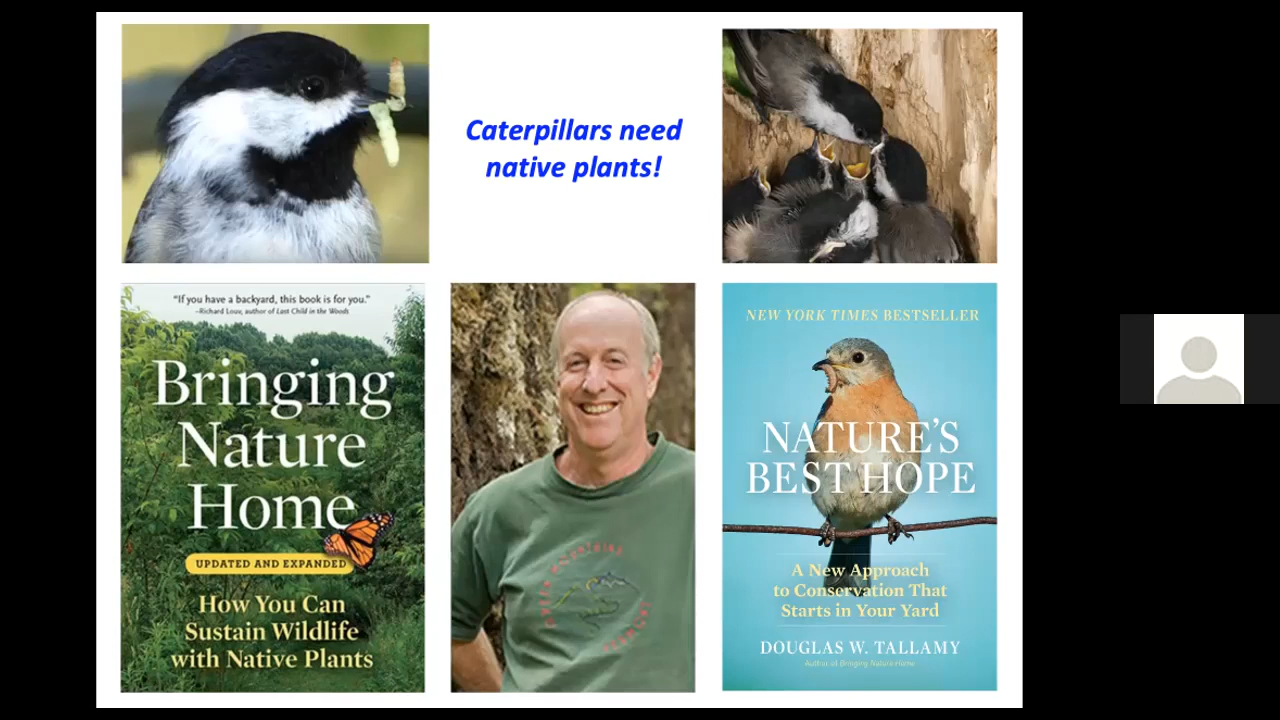 Caterpillars need
native plants!
"If you have a backyard, this book is for you."
–Richard Louv, author of Last Child in the Woods
Bringing
Nature
Home
UPDATED AND EXPANDED
How You Can
Sustain Wildlife
with Native Plants
GREEN MOUNTAINS
VERMONT
NEW YORK TIMES BESTSELLER
NATURE'S
BEST HOPE
A New Approach
to Conservation That
Starts in Your Yard
DOUGLAS W. TALLAMY
Author of Bringing Nature Home